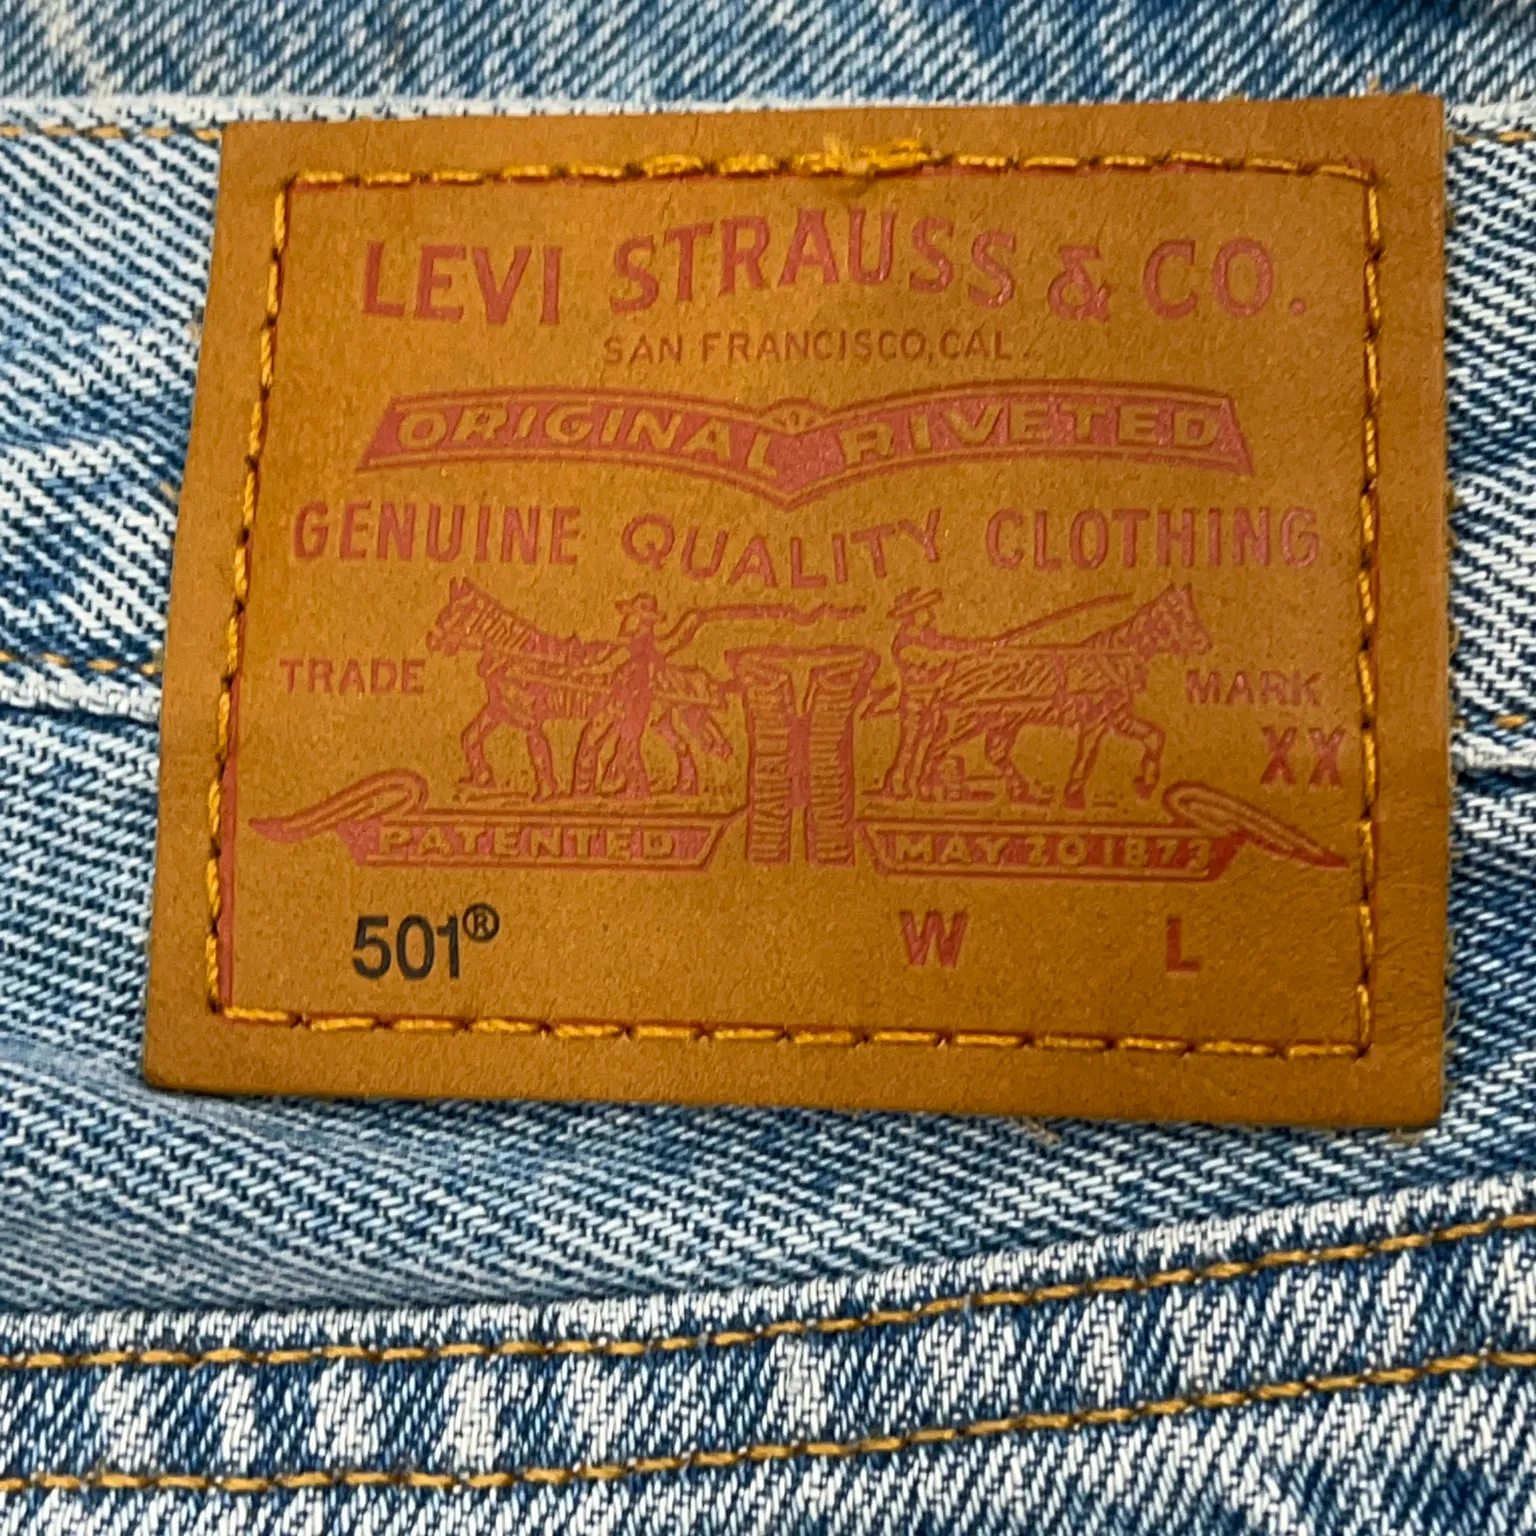 LEVI STRAUSS & CO.
SAN FRANCISCO, CAL.
ORIGINAL RIVETED
GENUINE QUALITY CLOTHING
TRADE MARK
XX
PATENTED MAY 20 1873
501® W L